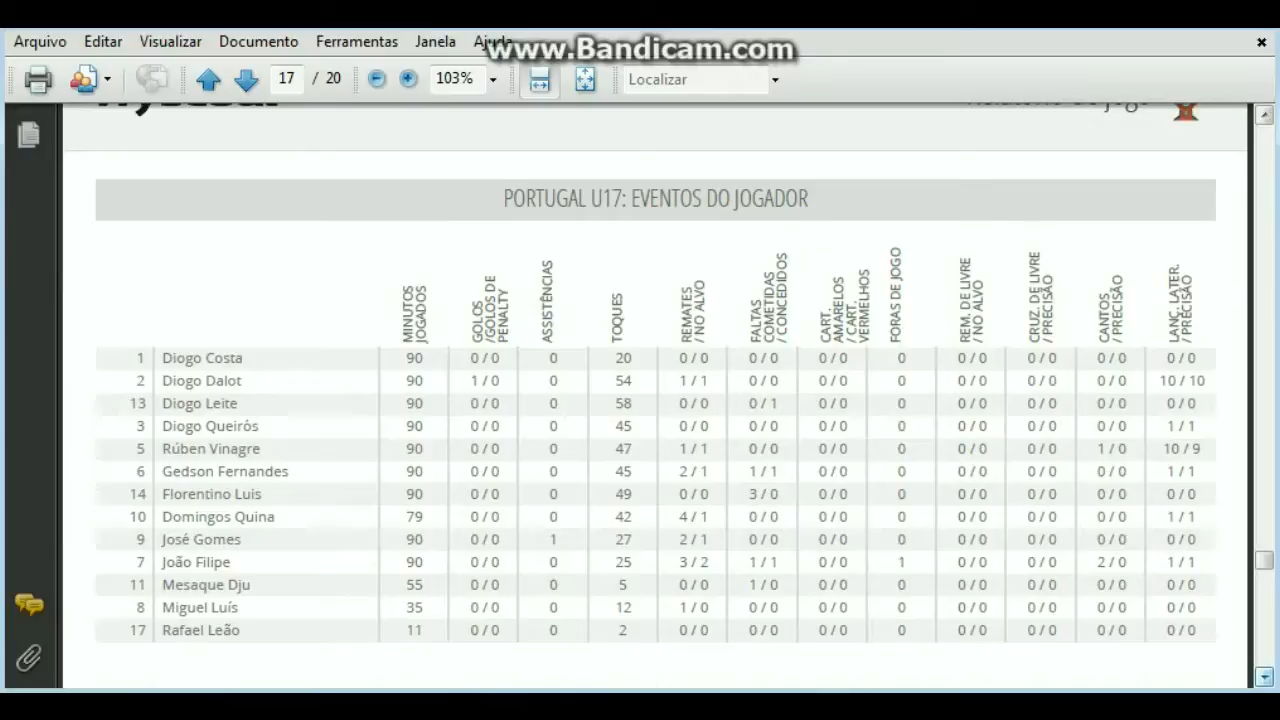 Arquivo Editar Visualizar Documento Ferramentas Janela Ajuda
www.Bandicam.com
17 / 20 103% Localizar
wyscout Relatório de jogo
PORTUGAL U17: EVENTOS DO JOGADOR
MINUTOS JOGADOS
GOLOS /GOLOS DE PENALTY
ASSISTÊNCIAS
TOQUES
REMATES / NO ALVO
FALTAS COMETIDAS / CONCEDIDOS
CART. AMARELOS / CART. VERMELHOS
FORAS DE JOGO
REM. DE LIVRE / NO ALVO
CRUZ. DE LIVRE / PRECISÃO
CANTOS / PRECISÃO
LANÇ. LATER. / PRECISÃO
1 Diogo Costa 90 0 / 0 0 20 0 / 0 0 / 0 0 / 0 0 0 / 0 0 / 0 0 / 0 0 / 0
2 Diogo Dalot 90 1 / 0 0 54 1 / 1 0 / 0 0 / 0 0 0 / 0 0 / 0 0 / 0 10 / 10
13 Diogo Leite 90 0 / 0 0 58 0 / 0 0 / 1 0 / 0 0 0 / 0 0 / 0 0 / 0 0 / 0
3 Diogo Queirós 90 0 / 0 0 45 0 / 0 0 / 0 0 / 0 0 0 / 0 0 / 0 0 / 0 1 / 1
5 Rúben Vinagre 90 0 / 0 0 47 1 / 1 0 / 0 0 / 0 0 0 / 0 0 / 0 1 / 0 10 / 9
6 Gedson Fernandes 90 0 / 0 0 45 2 / 1 1 / 1 0 / 0 0 0 / 0 0 / 0 0 / 0 1 / 1
14 Florentino Luís 90 0 / 0 0 49 0 / 0 3 / 0 0 / 0 0 0 / 0 0 / 0 0 / 0 0 / 0
10 Domingos Quina 79 0 / 0 0 42 4 / 1 0 / 0 0 / 0 0 0 / 0 0 / 0 0 / 0 1 / 1
9 José Gomes 90 0 / 0 1 27 2 / 1 0 / 0 0 / 0 0 0 / 0 0 / 0 0 / 0 0 / 0
7 João Filipe 90 0 / 0 0 25 3 / 2 1 / 1 0 / 0 1 0 / 0 0 / 0 2 / 0 1 / 1
11 Mesaque Dju 55 0 / 0 0 5 0 / 0 1 / 0 0 / 0 0 0 / 0 0 / 0 0 / 0 0 / 0
8 Miguel Luís 35 0 / 0 0 12 1 / 0 0 / 0 0 / 0 0 0 / 0 0 / 0 0 / 0 0 / 0
17 Rafael Leão 11 0 / 0 0 2 0 / 0 0 / 0 0 / 0 0 0 / 0 0 / 0 0 / 0 0 / 0